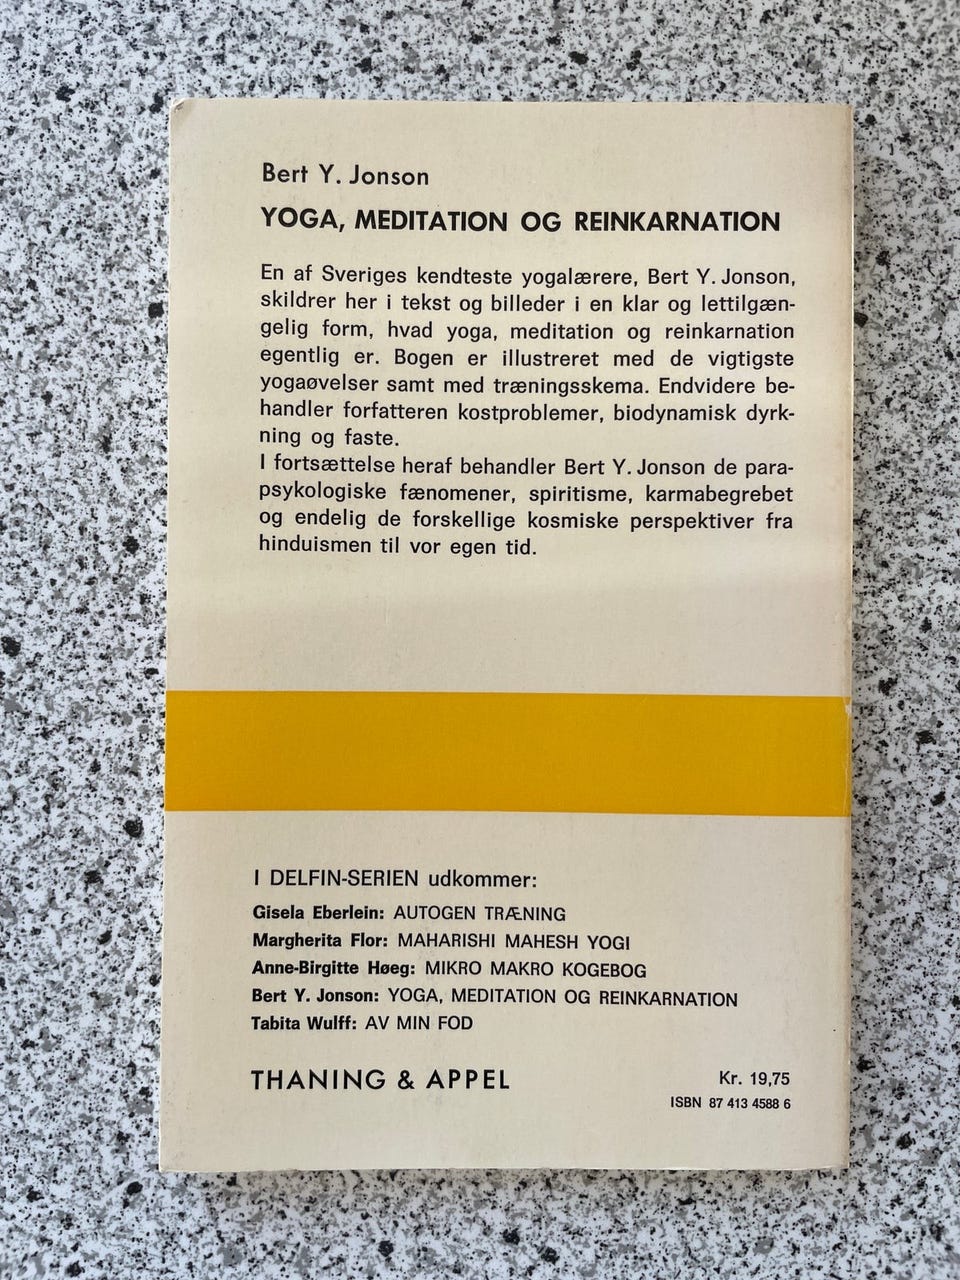 Bert Y. Jonson
YOGA, MEDITATION OG REINKARNATION
En af Sveriges kendteste yogalærere, Bert Y. Jonson,
skildrer her i tekst og billeder i en klar og lettilgæn-
gelig form, hvad yoga, meditation og reinkarnation
egentlig er. Bogen er illustreret med de vigtigste
yogaøvelser samt med træningsskema. Endvidere be-
handler forfatteren kostproblemer, biodynamisk dyrk-
ning og faste.
I fortsættelse heraf behandler Bert Y. Jonson de para-
psykologiske fænomener, spiritisme, karmabegrebet
og endelig de forskellige kosmiske perspektiver fra
hinduismen til vor egen tid.
I DELFIN-SERIEN udkommer:
Gisela Eberlein: AUTOGEN TRÆNING
Margherita Flor: MAHARISHI MAHESH YOGI
Anne-Birgitte Høeg: MIKRO MAKRO KOGEBOG
Bert Y. Jonson: YOGA, MEDITATION OG REINKARNATION
Tabita Wulff: AV MIN FOD
THANING & APPEL
Kr. 19,75
ISBN 87 413 4588 6